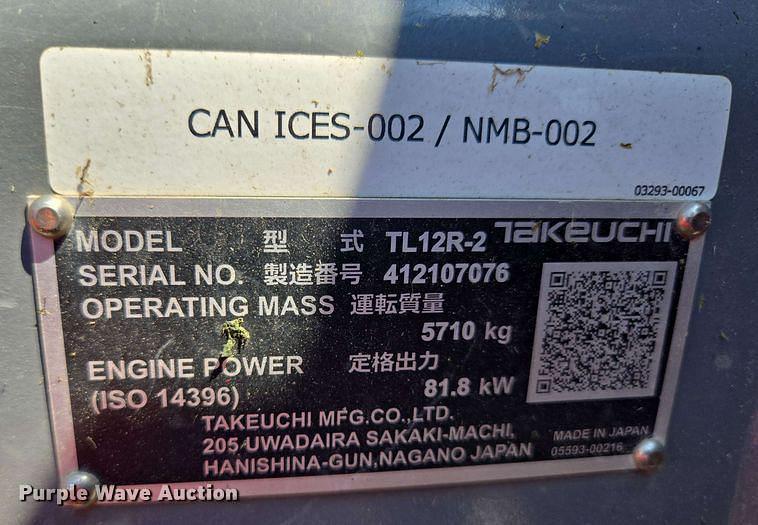 CAN ICES-002 / NMB-002
03293-00067
MODEL 型 式 TL12R-2 TAKEUCHI
SERIAL NO. 製造番号 412107076
OPERATING MASS 運転質量
5710 kg
ENGINE POWER 定格出力
(ISO 14396) 81.8 kW
TAKEUCHI MFG.CO.,LTD.
205 UWADAIRA SAKAKI-MACHI,
HANISHINA-GUN,NAGANO JAPAN
MADE IN JAPAN
05593-00216
Purple Wave Auction